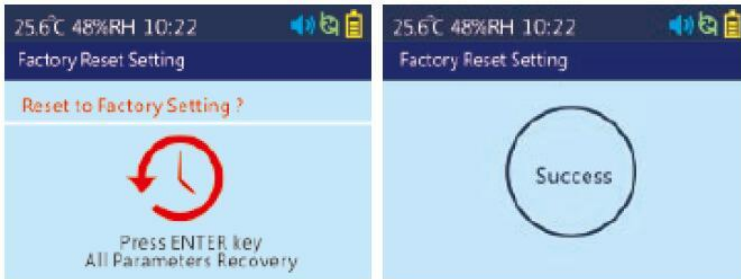 25.6℃ 48%RH 10:22
Factory Reset Setting
Reset to Factory Setting ?
Press ENTER key
All Parameters Recovery
25.6℃ 48%RH 10:22
Factory Reset Setting
Success